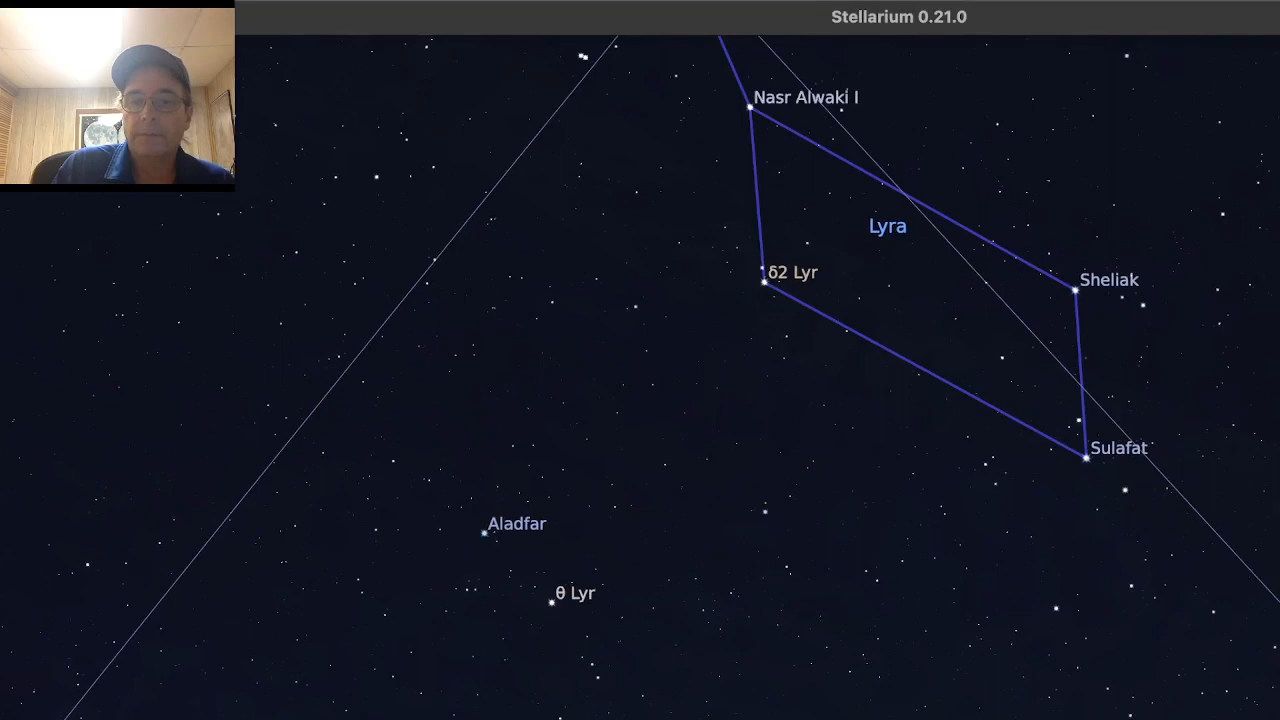 Stellarium 0.21.0
Nasr Alwaki I
Lyra
δ2 Lyr
Sheliak
Sulafat
Aladfar
θ Lyr